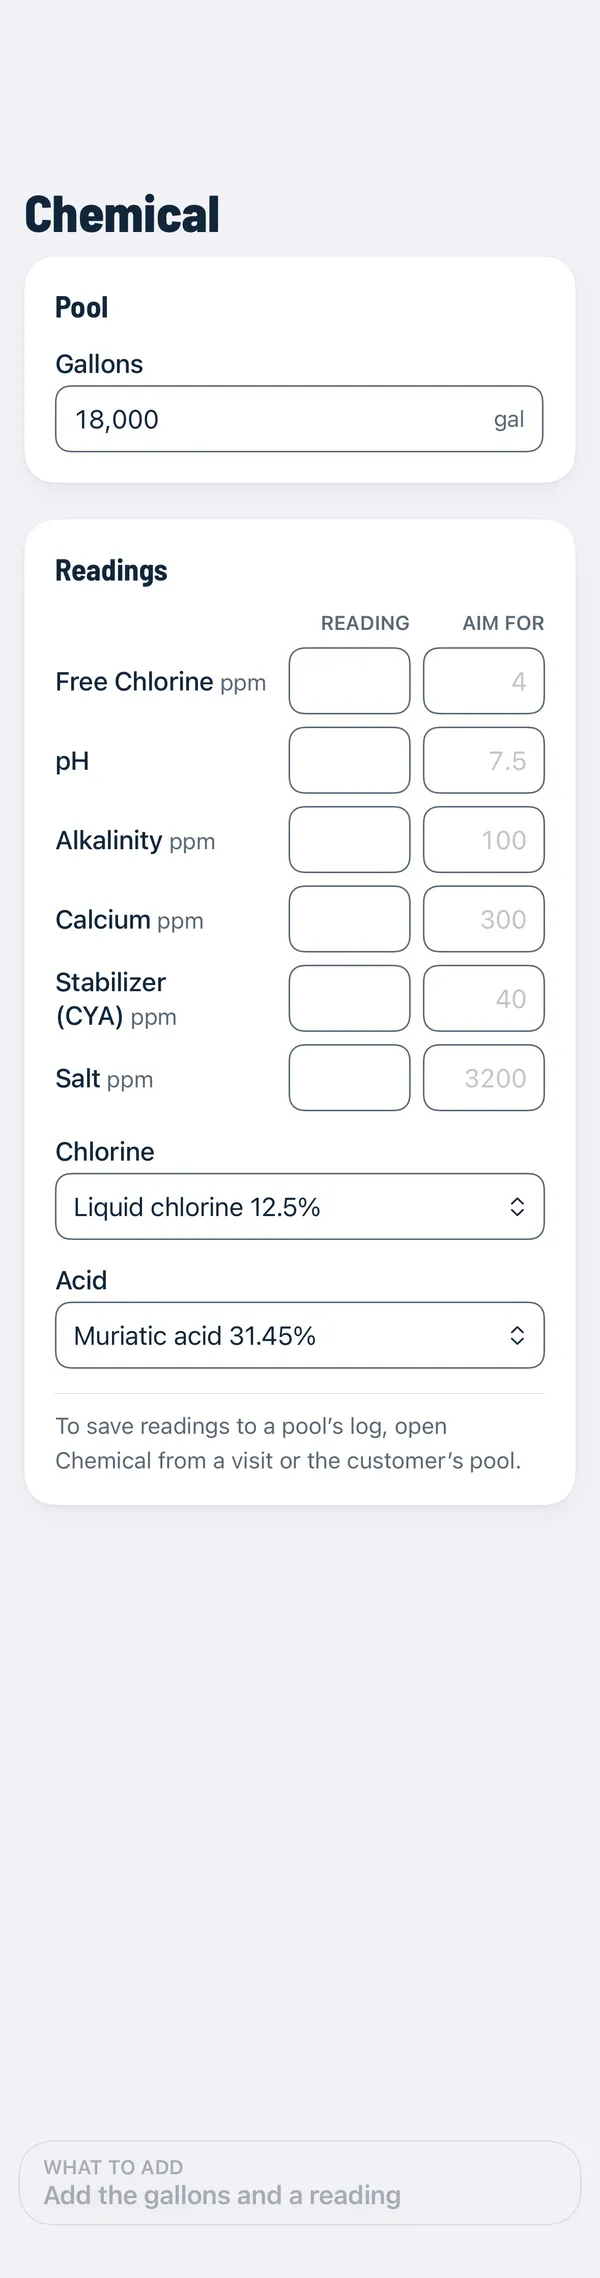 Chemical
Pool
Gallons
18,000 gal
Readings
READING AIM FOR
Free Chlorine ppm 4
pH 7.5
Alkalinity ppm 100
Calcium ppm 300
Stabilizer
(CYA) ppm 40
Salt ppm 3200
Chlorine
Liquid chlorine 12.5%
Acid
Muriatic acid 31.45%
To save readings to a pool’s log, open
Chemical from a visit or the customer’s pool.
WHAT TO ADD
Add the gallons and a reading